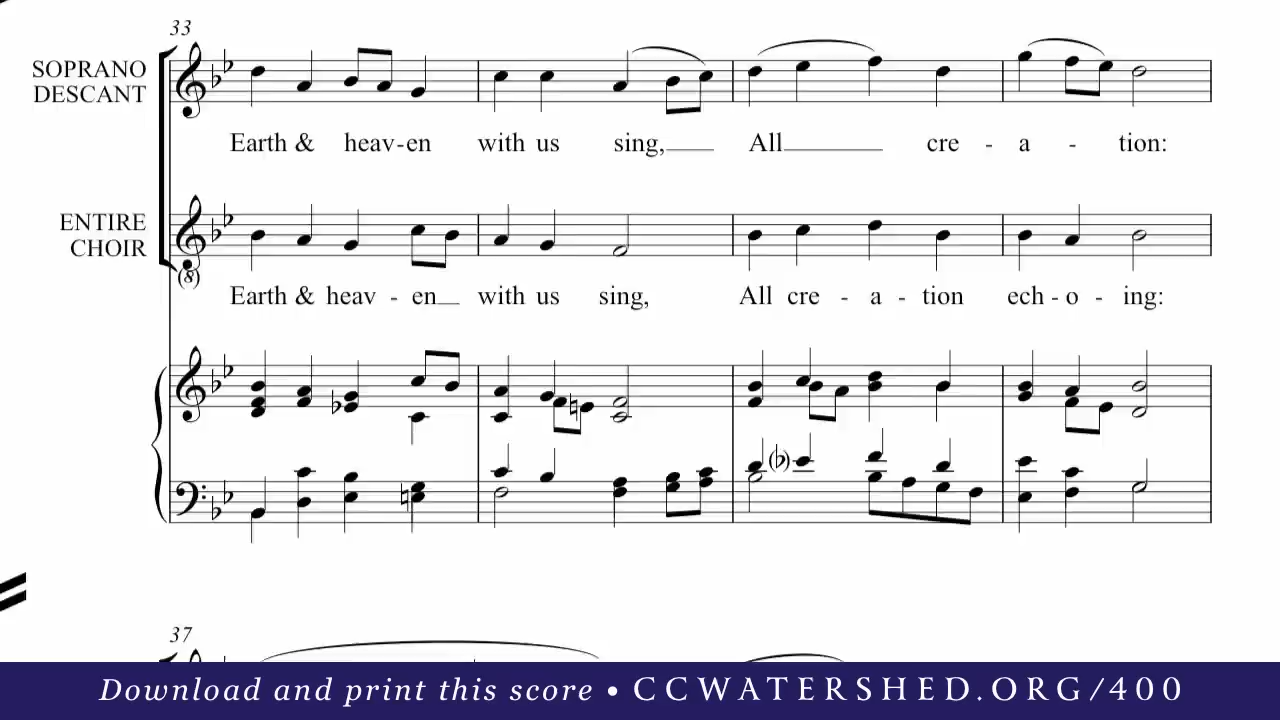 33
SOPRANO
DESCANT
Earth & heav-en with us sing, All cre - a - tion:
ENTIRE
CHOIR
(8)
Earth & heav - en with us sing, All cre - a - tion ech - o - ing:
37
Download and print this score • CCWATERSHED.ORG/400